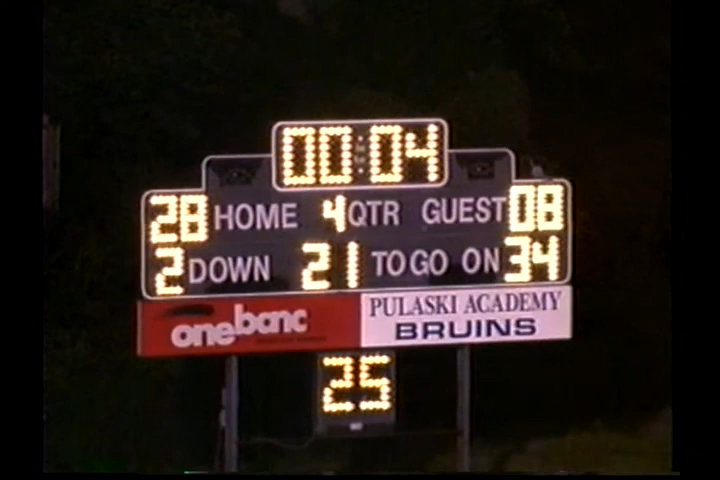 00:04
28 HOME 4 QTR GUEST 08
2 DOWN 21 TO GO ON 34
onebanc
PULASKI ACADEMY
BRUINS
25